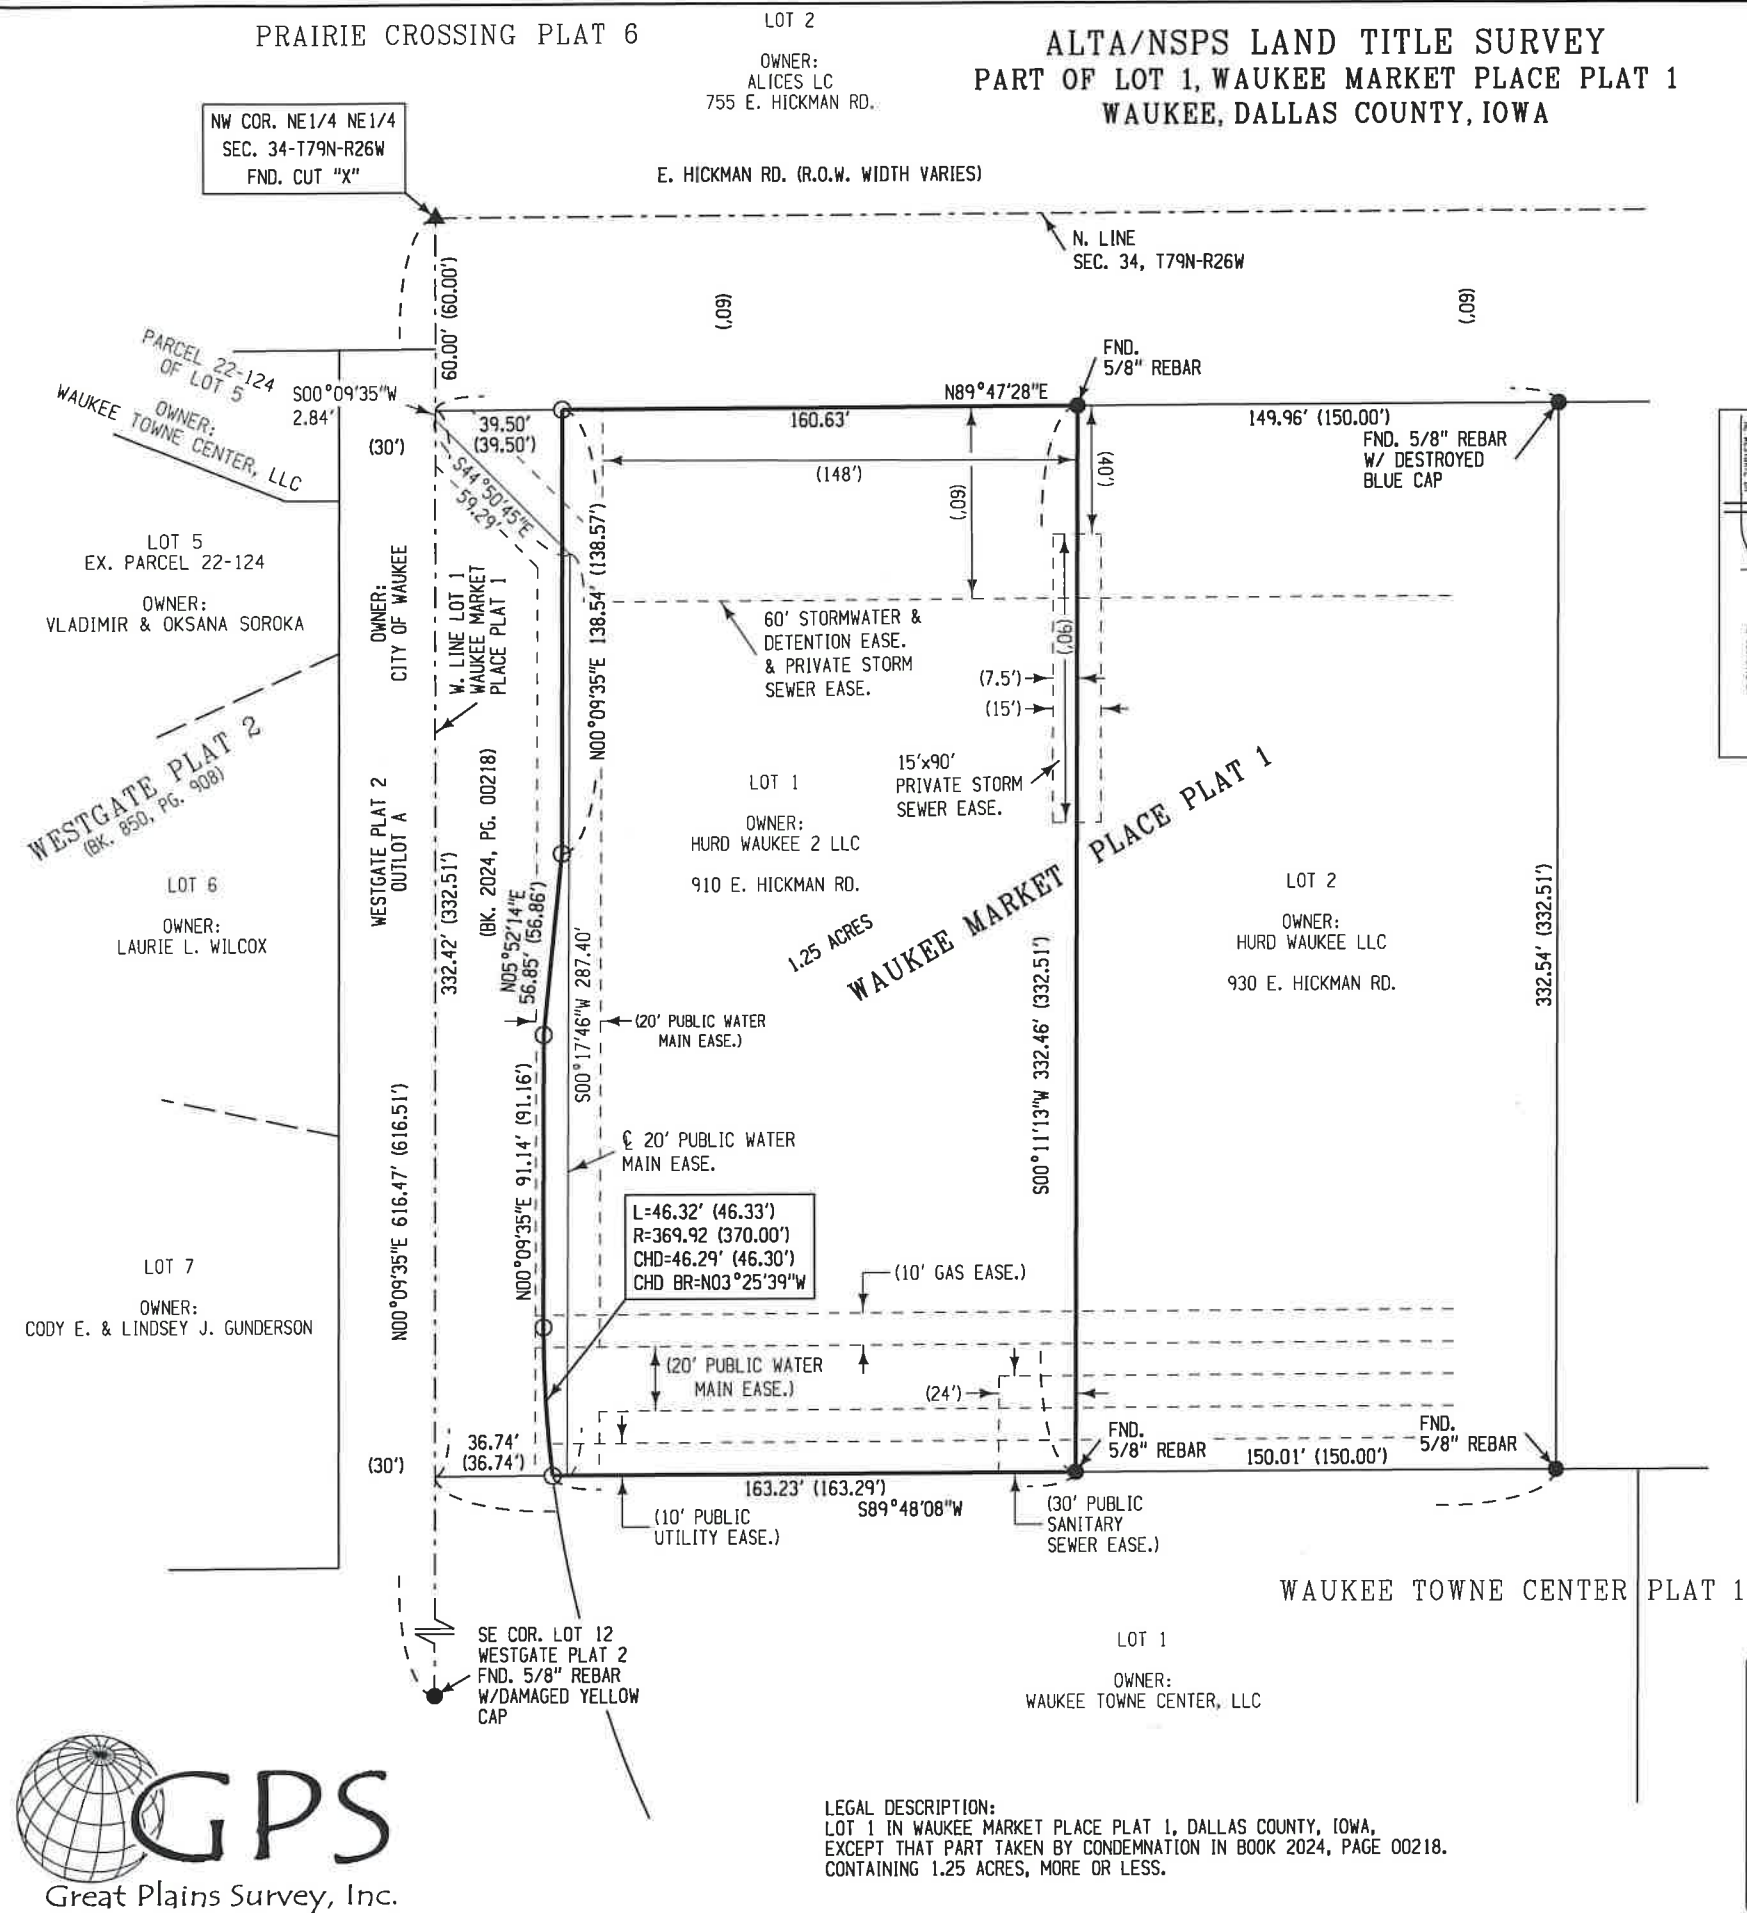 PRAIRIE CROSSING PLAT 6
LOT 2
OWNER:
ALICES LC
755 E. HICKMAN RD.
ALTA/NSPS LAND TITLE SURVEY
PART OF LOT 1, WAUKEE MARKET PLACE PLAT 1
WAUKEE, DALLAS COUNTY, IOWA
NW COR. NE1/4 NE1/4
SEC. 34-T79N-R26W
FND. CUT "X"
E. HICKMAN RD. (R.O.W. WIDTH VARIES)
N. LINE
SEC. 34, T79N-R26W
60.00' (60.00')
(60')
(60')
PARCEL 22-124
OF LOT 5
OWNER:
WAUKEE TOWNE CENTER, LLC
S00°09'35"W
2.84'
(30')
39.50'
(39.50')
S44°50'45"E
59.29'
FND.
5/8" REBAR
N89°47'28"E
160.63'
(148')
(60')
(40')
149.96' (150.00')
FND. 5/8" REBAR
W/ DESTROYED
BLUE CAP
LOT 5
EX. PARCEL 22-124
OWNER:
VLADIMIR & OKSANA SOROKA
OWNER:
CITY OF WAUKEE
W. LINE LOT 1
WAUKEE MARKET
PLACE PLAT 1
N00°09'35"E 138.54' (138.57')
60' STORMWATER &
DETENTION EASE.
& PRIVATE STORM
SEWER EASE.
(90')
(7.5')
(15')
15'x90'
PRIVATE STORM
SEWER EASE.
WESTGATE PLAT 2
(BK. 850, PG. 908)
WESTGATE PLAT 2
OUTLOT A
332.42' (332.51')
(BK. 2024, PG. 00218)
N05°52'14"E
56.85' (56.86')
LOT 1
OWNER:
HURD WAUKEE 2 LLC
910 E. HICKMAN RD.
1.25 ACRES
WAUKEE MARKET PLACE PLAT 1
LOT 2
OWNER:
HURD WAUKEE LLC
930 E. HICKMAN RD.
332.54' (332.51')
LOT 6
OWNER:
LAURIE L. WILCOX
S00°17'46"W 287.40'
(20' PUBLIC WATER
MAIN EASE.)
S00°11'13"W 332.46' (332.51')
N00°09'35"E 616.47' (616.51')
N00°09'35"E 91.14' (91.16')
℄ 20' PUBLIC WATER
MAIN EASE.
L=46.32' (46.33')
R=369.92 (370.00')
CHD=46.29' (46.30')
CHD BR=N03°25'39"W
LOT 7
OWNER:
CODY E. & LINDSEY J. GUNDERSON
(10' GAS EASE.)
(20' PUBLIC WATER
MAIN EASE.)
(24')
(30')
36.74'
(36.74')
163.23' (163.29')
S89°48'08"W
FND.
5/8" REBAR
150.01' (150.00')
FND.
5/8" REBAR
(10' PUBLIC
UTILITY EASE.)
(30' PUBLIC
SANITARY
SEWER EASE.)
WAUKEE TOWNE CENTER PLAT 1
SE COR. LOT 12
WESTGATE PLAT 2
FND. 5/8" REBAR
W/DAMAGED YELLOW
CAP
LOT 1
OWNER:
WAUKEE TOWNE CENTER, LLC
GPS
Great Plains Survey, Inc.
LEGAL DESCRIPTION:
LOT 1 IN WAUKEE MARKET PLACE PLAT 1, DALLAS COUNTY, IOWA,
EXCEPT THAT PART TAKEN BY CONDEMNATION IN BOOK 2024, PAGE 00218.
CONTAINING 1.25 ACRES, MORE OR LESS.